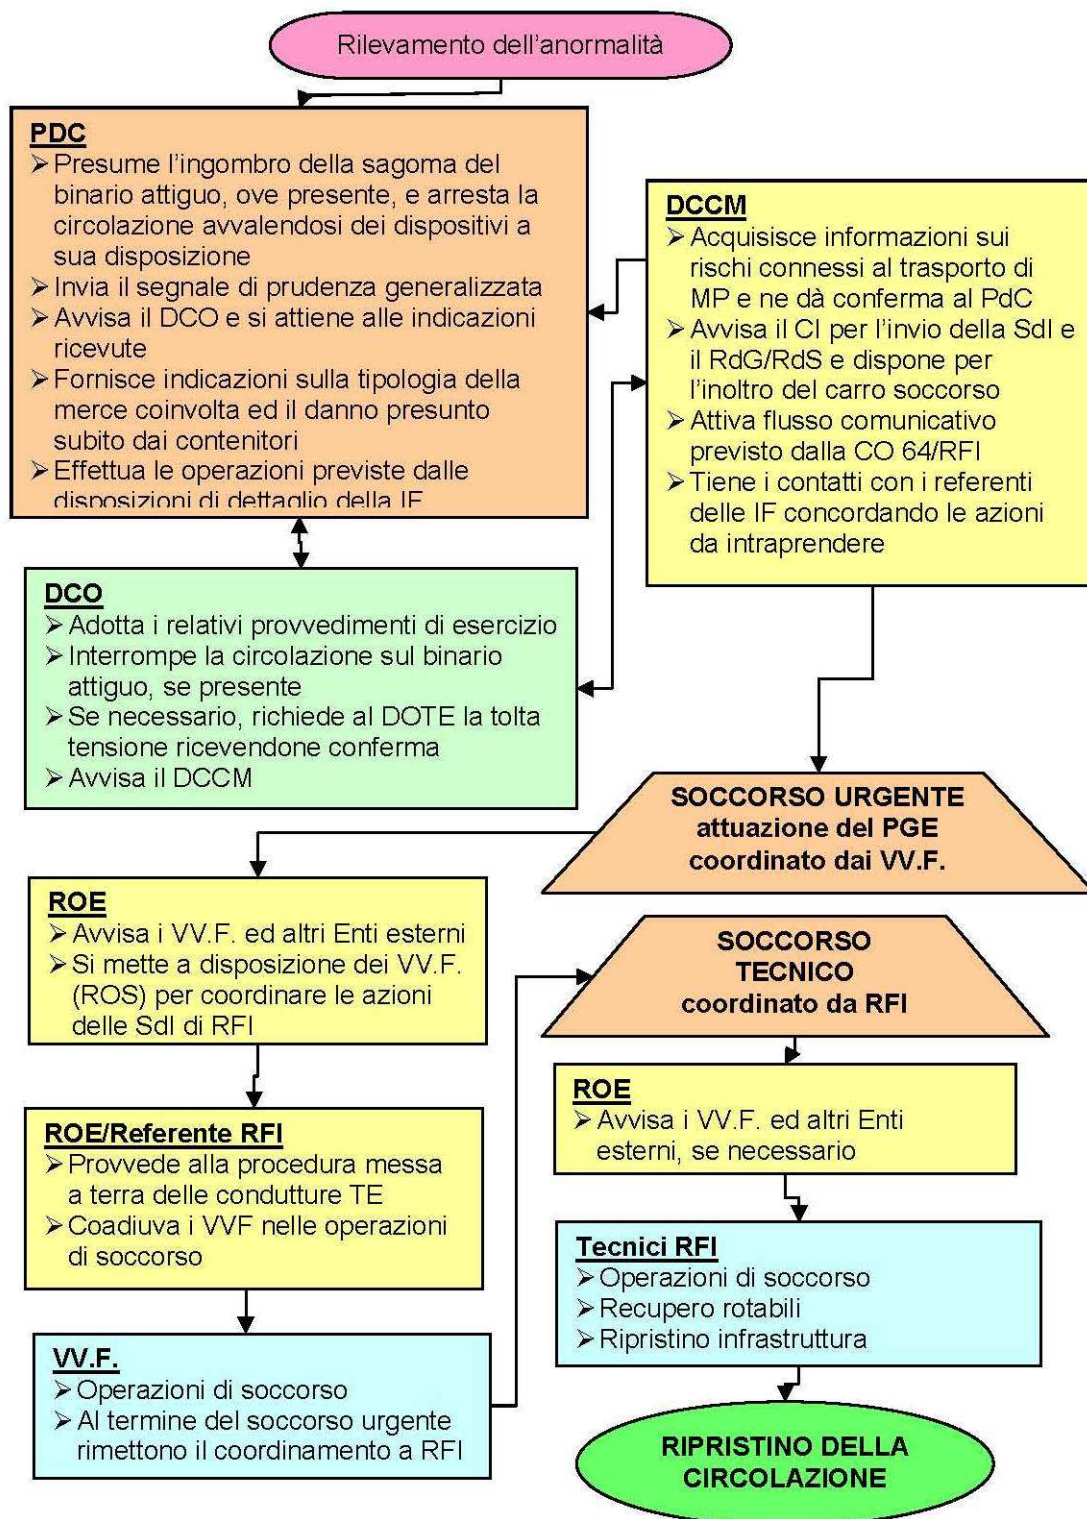 Rilevamento dell'anormalità
PDC
➢ Presume l'ingombro della sagoma del
binario attiguo, ove presente, e arresta la
circolazione avvalendosi dei dispositivi a
sua disposizione
➢ Invia il segnale di prudenza generalizzata
➢ Avvisa il DCO e si attiene alle indicazioni
ricevute
➢ Fornisce indicazioni sulla tipologia della
merce coinvolta ed il danno presunto
subito dai contenitori
➢ Effettua le operazioni previste dalle
disposizioni di dettaglio della IF
DCCM
➢ Acquisisce informazioni sui
rischi connessi al trasporto di
MP e ne dà conferma al PdC
➢ Avvisa il CI per l'invio della SdI e
il RdG/RdS e dispone per
l'inoltro del carro soccorso
➢ Attiva flusso comunicativo
previsto dalla CO 64/RFI
➢ Tiene i contatti con i referenti
delle IF concordando le azioni
da intraprendere
DCO
➢ Adotta i relativi provvedimenti di esercizio
➢ Interrompe la circolazione sul binario
attiguo, se presente
➢ Se necessario, richiede al DOTE la tolta
tensione ricevendone conferma
➢ Avvisa il DCCM
SOCCORSO URGENTE
attuazione del PGE
coordinato dai VV.F.
ROE
➢ Avvisa i VV.F. ed altri Enti esterni
➢ Si mette a disposizione dei VV.F.
(ROS) per coordinare le azioni
delle SdI di RFI
ROE/Referente RFI
➢ Provvede alla procedura messa
a terra delle condutture TE
➢ Coadiuva i VVF nelle operazioni
di soccorso
VV.F.
➢ Operazioni di soccorso
➢ Al termine del soccorso urgente
rimettono il coordinamento a RFI
SOCCORSO
TECNICO
coordinato da RFI
ROE
➢ Avvisa i VV.F. ed altri Enti
esterni, se necessario
Tecnici RFI
➢ Operazioni di soccorso
➢ Recupero rotabili
➢ Ripristino infrastruttura
RIPRISTINO DELLA
CIRCOLAZIONE